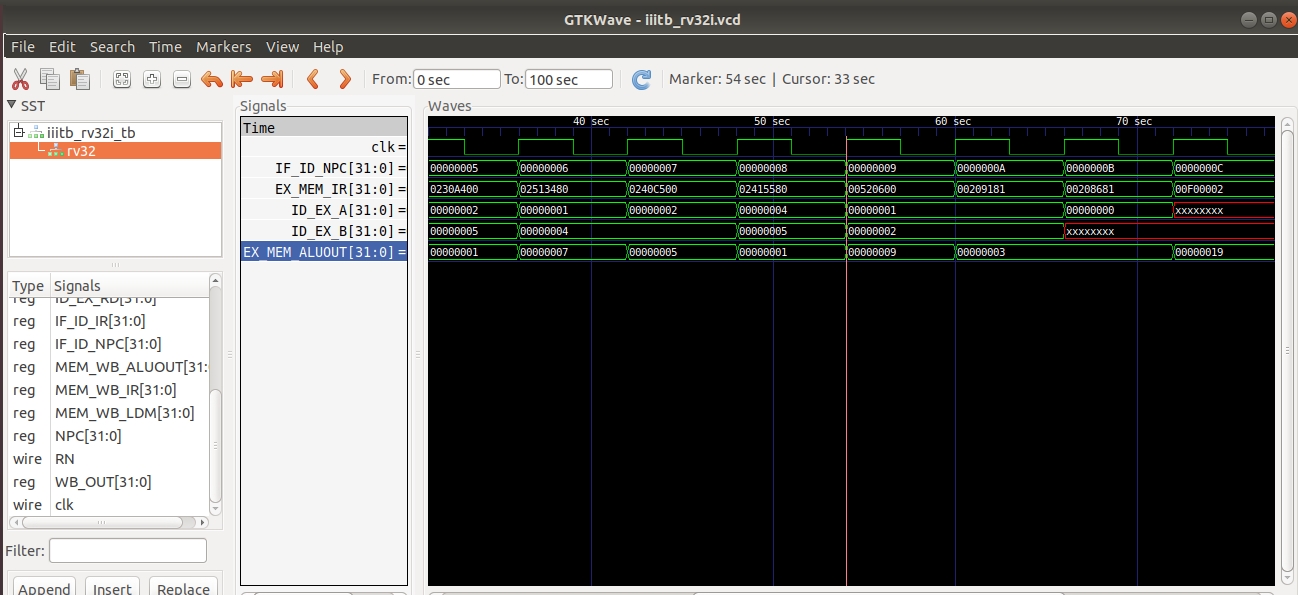 GTKWave - iiitb_rv32i.vcd
File Edit Search Time Markers View Help
From: 0 sec To: 100 sec Marker: 54 sec | Cursor: 33 sec
SST
iiitb_rv32i_tb
rv32
Type Signals
reg ID_EX_RD[31:0]
reg IF_ID_IR[31:0]
reg IF_ID_NPC[31:0]
reg MEM_WB_ALUOUT[31:
reg MEM_WB_IR[31:0]
reg MEM_WB_LDM[31:0]
reg NPC[31:0]
wire RN
reg WB_OUT[31:0]
wire clk
Filter:
Append Insert Replace
Signals
Time
clk =
IF_ID_NPC[31:0] =
EX_MEM_IR[31:0] =
ID_EX_A[31:0] =
ID_EX_B[31:0] =
EX_MEM_ALUOUT[31:0] =
Waves
40 sec 50 sec 60 sec 70 sec
00000005 00000006 00000007 00000008 00000009 0000000A 0000000B 0000000C
0230A400 02513480 0240C500 02415580 00520600 00209181 00208681 00F00002
00000002 00000001 00000002 00000004 00000001 00000000 xxxxxxxx
00000005 00000004 00000005 00000002 xxxxxxxx
00000001 00000007 00000005 00000001 00000009 00000003 00000019